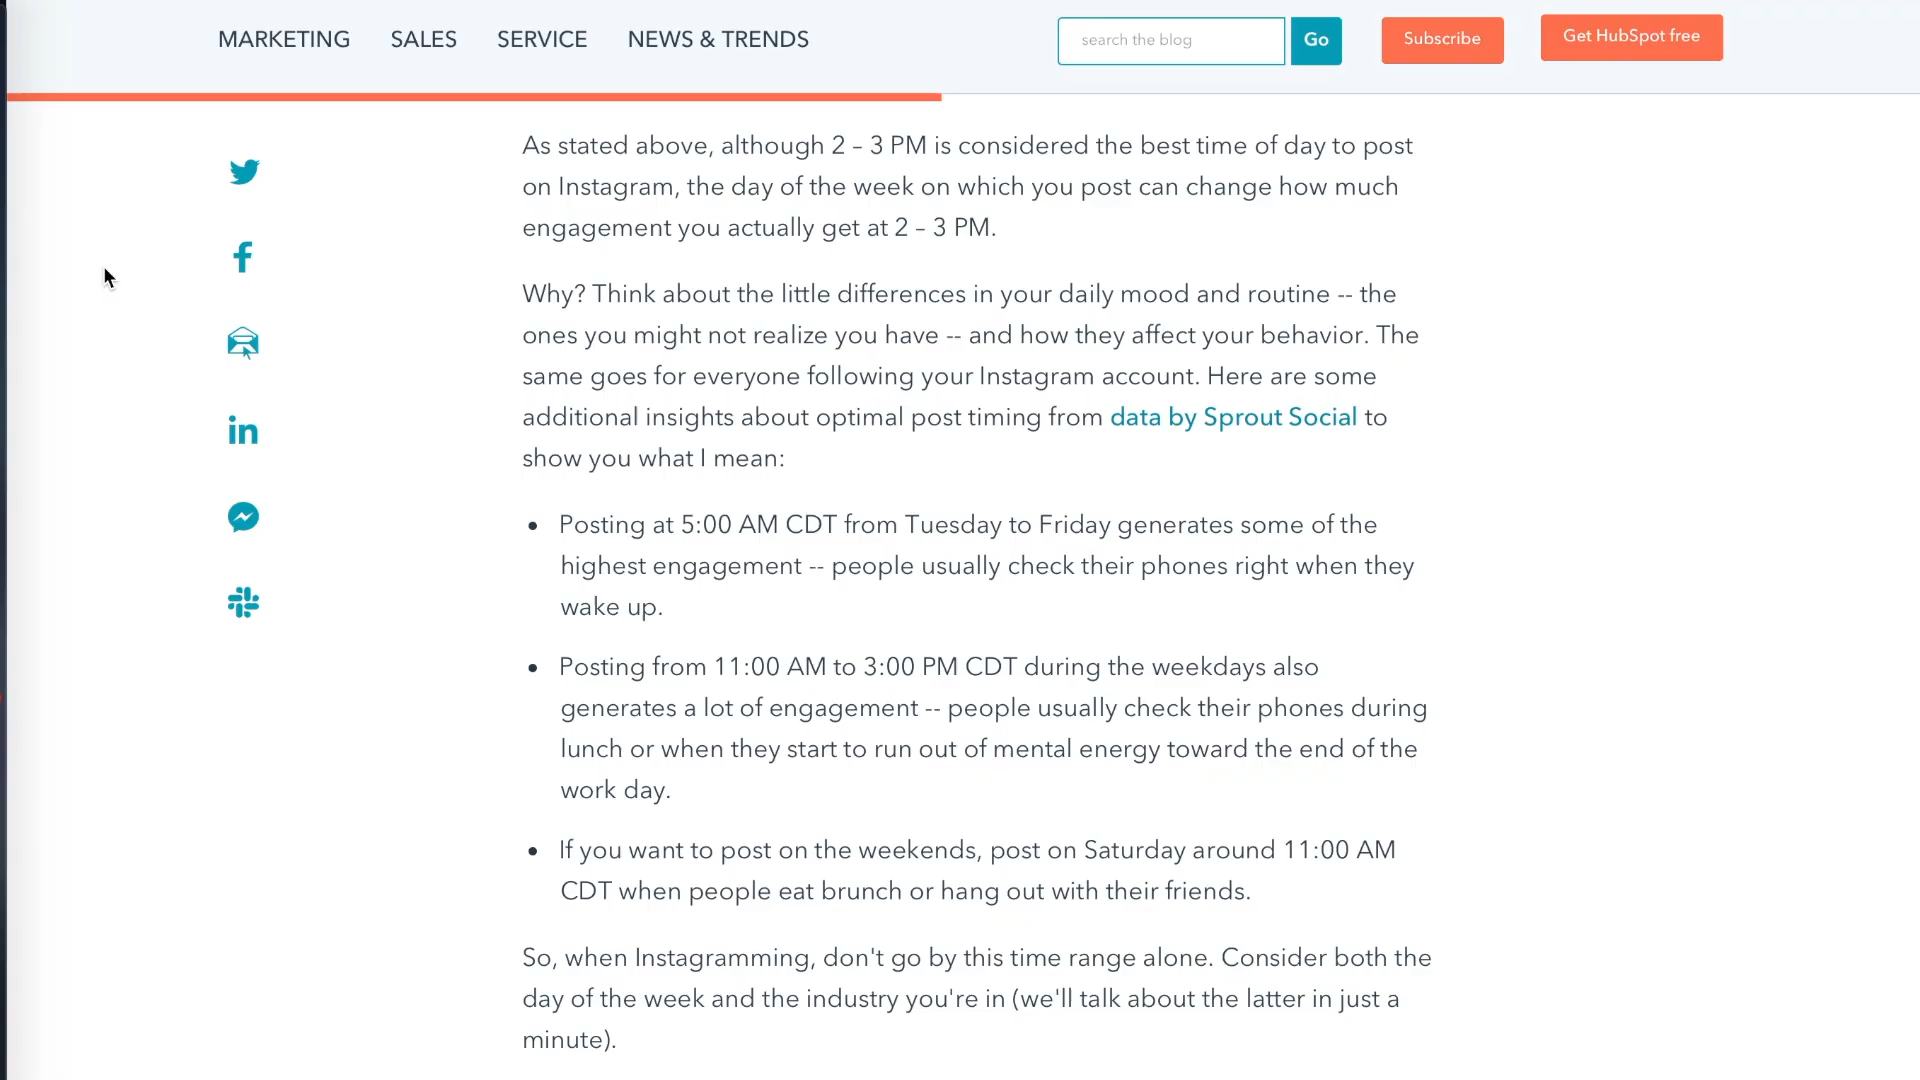 MARKETING SALES SERVICE NEWS & TRENDS search the blog Go Subscribe Get HubSpot free
As stated above, although 2 – 3 PM is considered the best time of day to post
on Instagram, the day of the week on which you post can change how much
engagement you actually get at 2 – 3 PM.
Why? Think about the little differences in your daily mood and routine -- the
ones you might not realize you have -- and how they affect your behavior. The
same goes for everyone following your Instagram account. Here are some
additional insights about optimal post timing from data by Sprout Social to
show you what I mean:
• Posting at 5:00 AM CDT from Tuesday to Friday generates some of the
highest engagement -- people usually check their phones right when they
wake up.
• Posting from 11:00 AM to 3:00 PM CDT during the weekdays also
generates a lot of engagement -- people usually check their phones during
lunch or when they start to run out of mental energy toward the end of the
work day.
• If you want to post on the weekends, post on Saturday around 11:00 AM
CDT when people eat brunch or hang out with their friends.
So, when Instagramming, don't go by this time range alone. Consider both the
day of the week and the industry you're in (we'll talk about the latter in just a
minute).